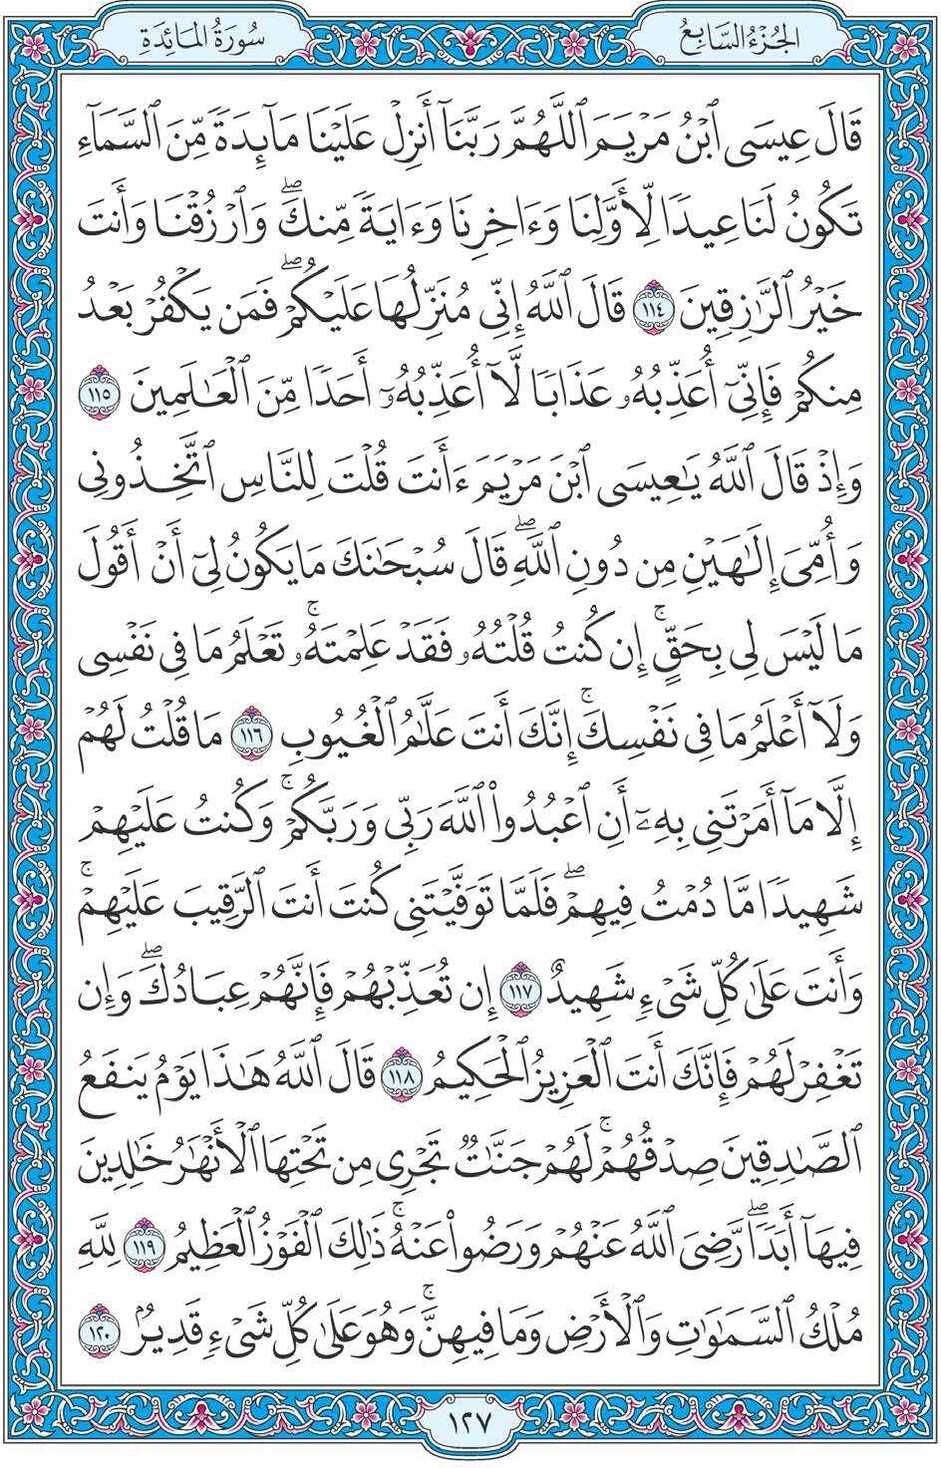 الجُزْءُ السَّابِعُ
سُورَةُ المَائِدَةِ
قَالَ عِيسَى ٱبْنُ مَرْيَمَ ٱللَّهُمَّ رَبَّنَآ أَنزِلْ عَلَيْنَا مَآئِدَةً مِّنَ ٱلسَّمَآءِ
تَكُونُ لَنَا عِيدًا لِّأَوَّلِنَا وَءَاخِرِنَا وَءَايَةً مِّنكَۖ وَٱرْزُقْنَا وَأَنتَ
خَيْرُ ٱلرَّٰزِقِينَ ١١٤ قَالَ ٱللَّهُ إِنِّي مُنَزِّلُهَا عَلَيْكُمْۖ فَمَن يَكْفُرْ بَعْدُ
مِنكُمْ فَإِنِّيٓ أُعَذِّبُهُۥ عَذَابًا لَّآ أُعَذِّبُهُۥٓ أَحَدًا مِّنَ ٱلْعَٰلَمِينَ ١١٥
وَإِذْ قَالَ ٱللَّهُ يَٰعِيسَى ٱبْنَ مَرْيَمَ ءَأَنتَ قُلْتَ لِلنَّاسِ ٱتَّخِذُونِي
وَأُمِّيَ إِلَٰهَيْنِ مِن دُونِ ٱللَّهِۖ قَالَ سُبْحَٰنَكَ مَا يَكُونُ لِيٓ أَنْ أَقُولَ
مَا لَيْسَ لِي بِحَقٍّۚ إِن كُنتُ قُلْتُهُۥ فَقَدْ عَلِمْتَهُۥۚ تَعْلَمُ مَا فِي نَفْسِي
وَلَآ أَعْلَمُ مَا فِي نَفْسِكَۚ إِنَّكَ أَنتَ عَلَّٰمُ ٱلْغُيُوبِ ١١٦ مَا قُلْتُ لَهُمْ
إِلَّا مَآ أَمَرْتَنِي بِهِۦٓ أَنِ ٱعْبُدُوا۟ ٱللَّهَ رَبِّي وَرَبَّكُمْۚ وَكُنتُ عَلَيْهِمْ
شَهِيدًا مَّا دُمْتُ فِيهِمْۖ فَلَمَّا تَوَفَّيْتَنِي كُنتَ أَنتَ ٱلرَّقِيبَ عَلَيْهِمْۚ
وَأَنتَ عَلَىٰ كُلِّ شَيْءٍ شَهِيدٌ ١١٧ إِن تُعَذِّبْهُمْ فَإِنَّهُمْ عِبَادُكَۖ وَإِن
تَغْفِرْ لَهُمْ فَإِنَّكَ أَنتَ ٱلْعَزِيزُ ٱلْحَكِيمُ ١١٨ قَالَ ٱللَّهُ هَٰذَا يَوْمُ يَنفَعُ
ٱلصَّٰدِقِينَ صِدْقُهُمْۚ لَهُمْ جَنَّٰتٌ تَجْرِي مِن تَحْتِهَا ٱلْأَنْهَٰرُ خَٰلِدِينَ
فِيهَآ أَبَدًاۖ رَّضِيَ ٱللَّهُ عَنْهُمْ وَرَضُوا۟ عَنْهُۚ ذَٰلِكَ ٱلْفَوْزُ ٱلْعَظِيمُ ١١٩ لِلَّهِ
مُلْكُ ٱلسَّمَٰوَٰتِ وَٱلْأَرْضِ وَمَا فِيهِنَّۚ وَهُوَ عَلَىٰ كُلِّ شَيْءٍ قَدِيرٌۢ ١٢٠
١٢٧